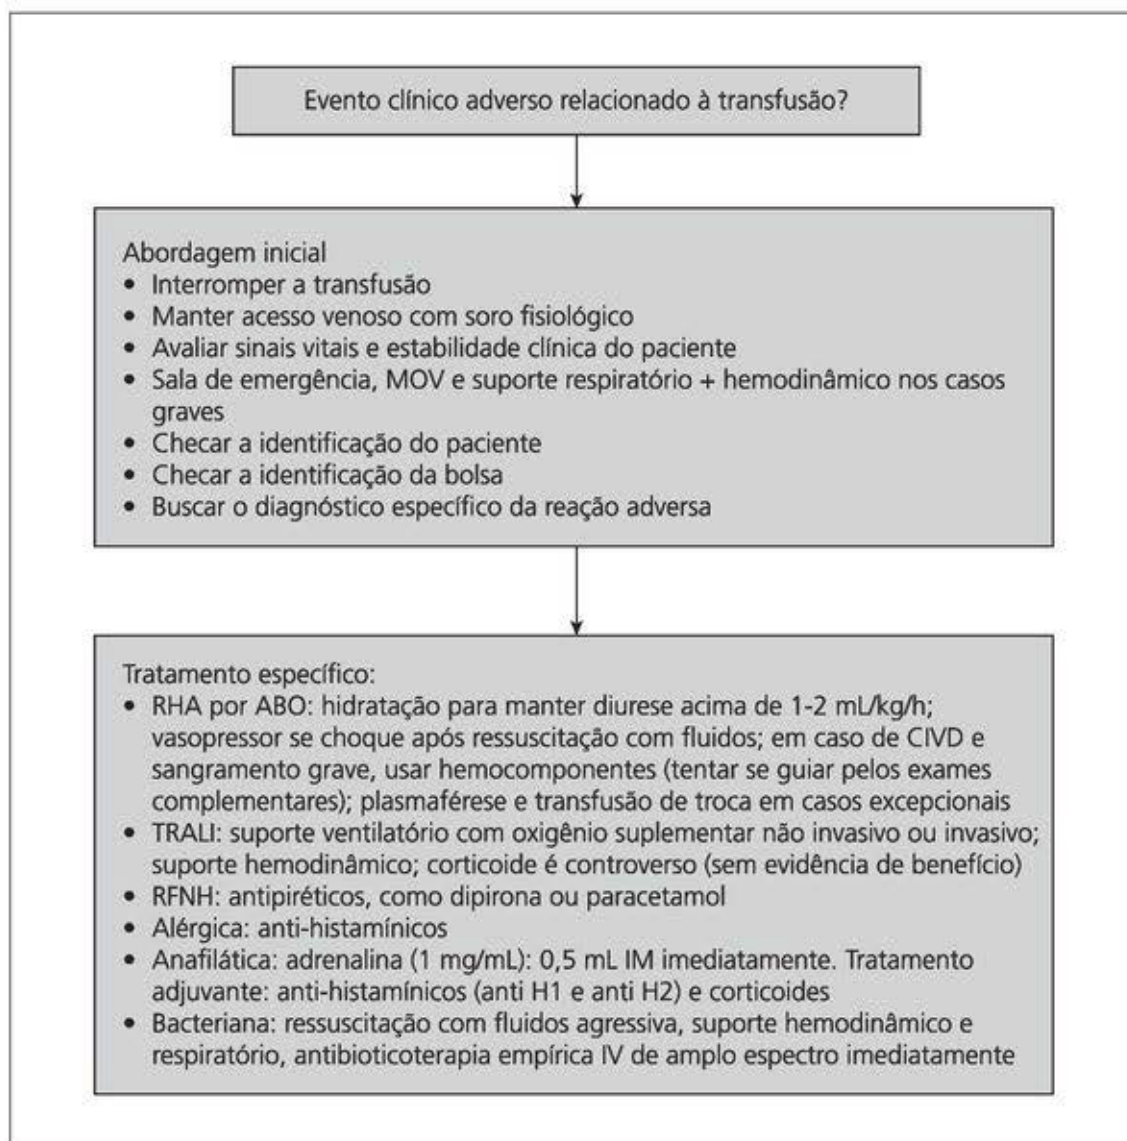 Evento clínico adverso relacionado à transfusão?
Abordagem inicial
• Interromper a transfusão
• Manter acesso venoso com soro fisiológico
• Avaliar sinais vitais e estabilidade clínica do paciente
• Sala de emergência, MOV e suporte respiratório + hemodinâmico nos casos
graves
• Checar a identificação do paciente
• Checar a identificação da bolsa
• Buscar o diagnóstico específico da reação adversa
Tratamento específico:
• RHA por ABO: hidratação para manter diurese acima de 1-2 mL/kg/h;
vasopressor se choque após ressuscitação com fluidos; em caso de CIVD e
sangramento grave, usar hemocomponentes (tentar se guiar pelos exames
complementares); plasmaférese e transfusão de troca em casos excepcionais
• TRALI: suporte ventilatório com oxigênio suplementar não invasivo ou invasivo;
suporte hemodinâmico; corticoide é controverso (sem evidência de benefício)
• RFNH: antipiréticos, como dipirona ou paracetamol
• Alérgica: anti-histamínicos
• Anafilática: adrenalina (1 mg/mL): 0,5 mL IM imediatamente. Tratamento
adjuvante: anti-histamínicos (anti H1 e anti H2) e corticoides
• Bacteriana: ressuscitação com fluidos agressiva, suporte hemodinâmico e
respiratório, antibioticoterapia empírica IV de amplo espectro imediatamente